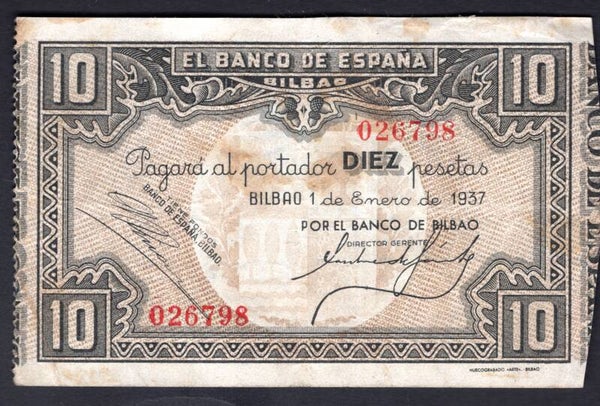 10 EL BANCO DE ESPAÑA 10
BILBAO
026798
Pagará al portador DIEZ pesetas
BILBAO 1 de Enero de 1937
POR EL BANCO DE BILBAO
DIRECTOR GERENTE
BANCO DE ESPAÑA, BILBAO
026798
10 10
HUECOGRABADO «ARTE».-BILBAO